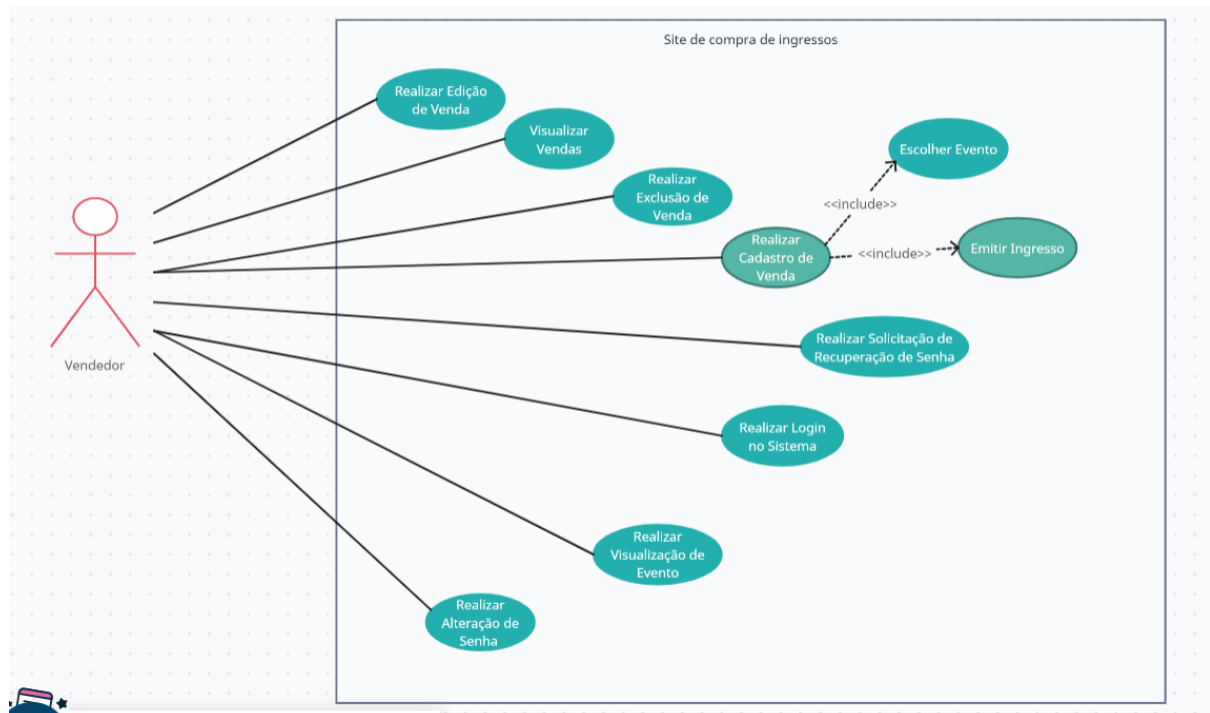 Site de compra de ingressos
Realizar Edição
de Venda
Visualizar
Vendas
Realizar
Exclusão de
Venda
Escolher Evento
<<include>>
Realizar
Cadastro de
Venda
<<include>>
Emitir Ingresso
Realizar Solicitação de
Recuperação de Senha
Vendedor
Realizar Login
no Sistema
Realizar
Visualização de
Evento
Realizar
Alteração de
Senha